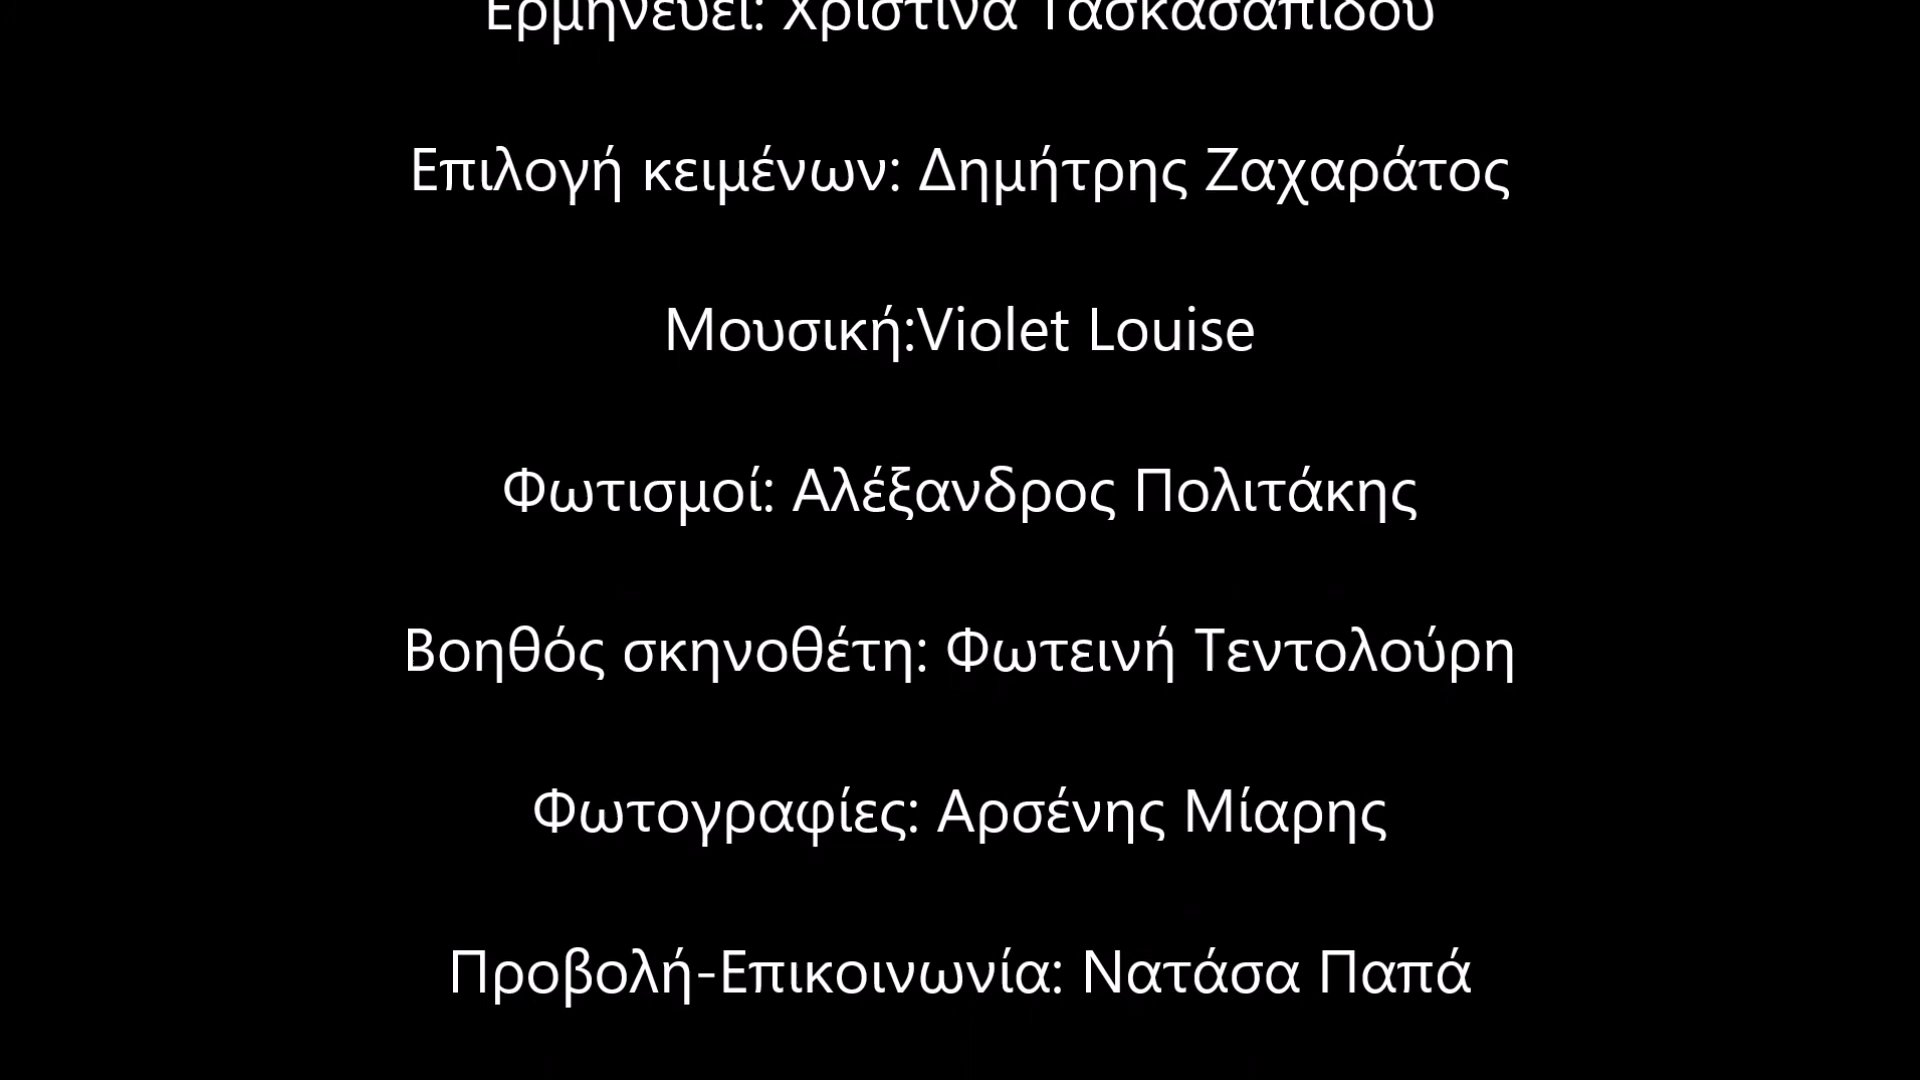 Ερμηνεύει: Χριστίνα Τασκασαπίδου
Επιλογή κειμένων: Δημήτρης Ζαχαράτος
Μουσική:Violet Louise
Φωτισμοί: Αλέξανδρος Πολιτάκης
Βοηθός σκηνοθέτη: Φωτεινή Τεντολούρη
Φωτογραφίες: Αρσένης Μίαρης
Προβολή-Επικοινωνία: Νατάσα Παπά